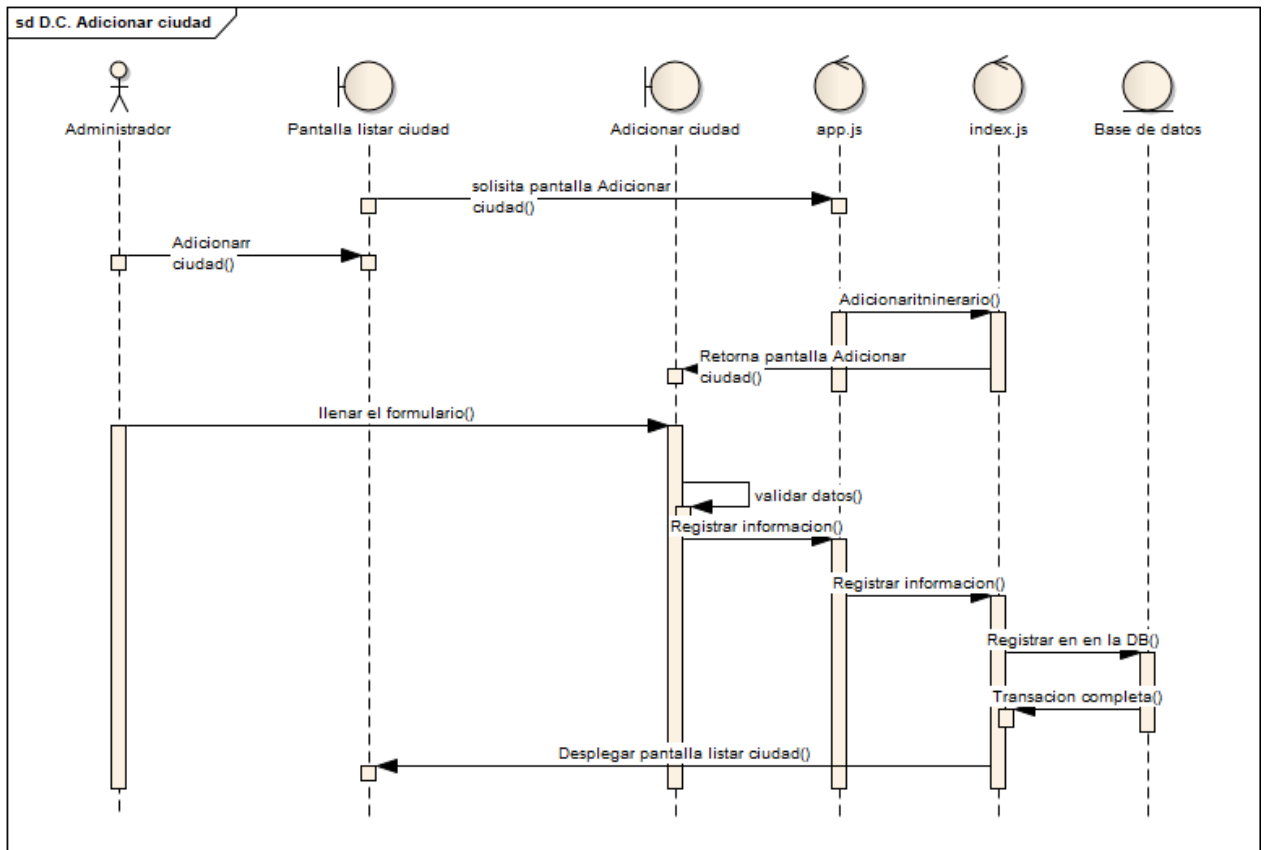 sd D.C. Adicionar ciudad
Administrador
Pantalla listar ciudad
Adicionar ciudad
app.js
index.js
Base de datos
solisita pantalla Adicionar
ciudad()
Adicionarr
ciudad()
Adicionaritninerario()
Retorna pantalla Adicionar
ciudad()
llenar el formulario()
validar datos()
Registrar informacion()
Registrar informacion()
Registrar en en la DB()
Transacion completa()
Desplegar pantalla listar ciudad()